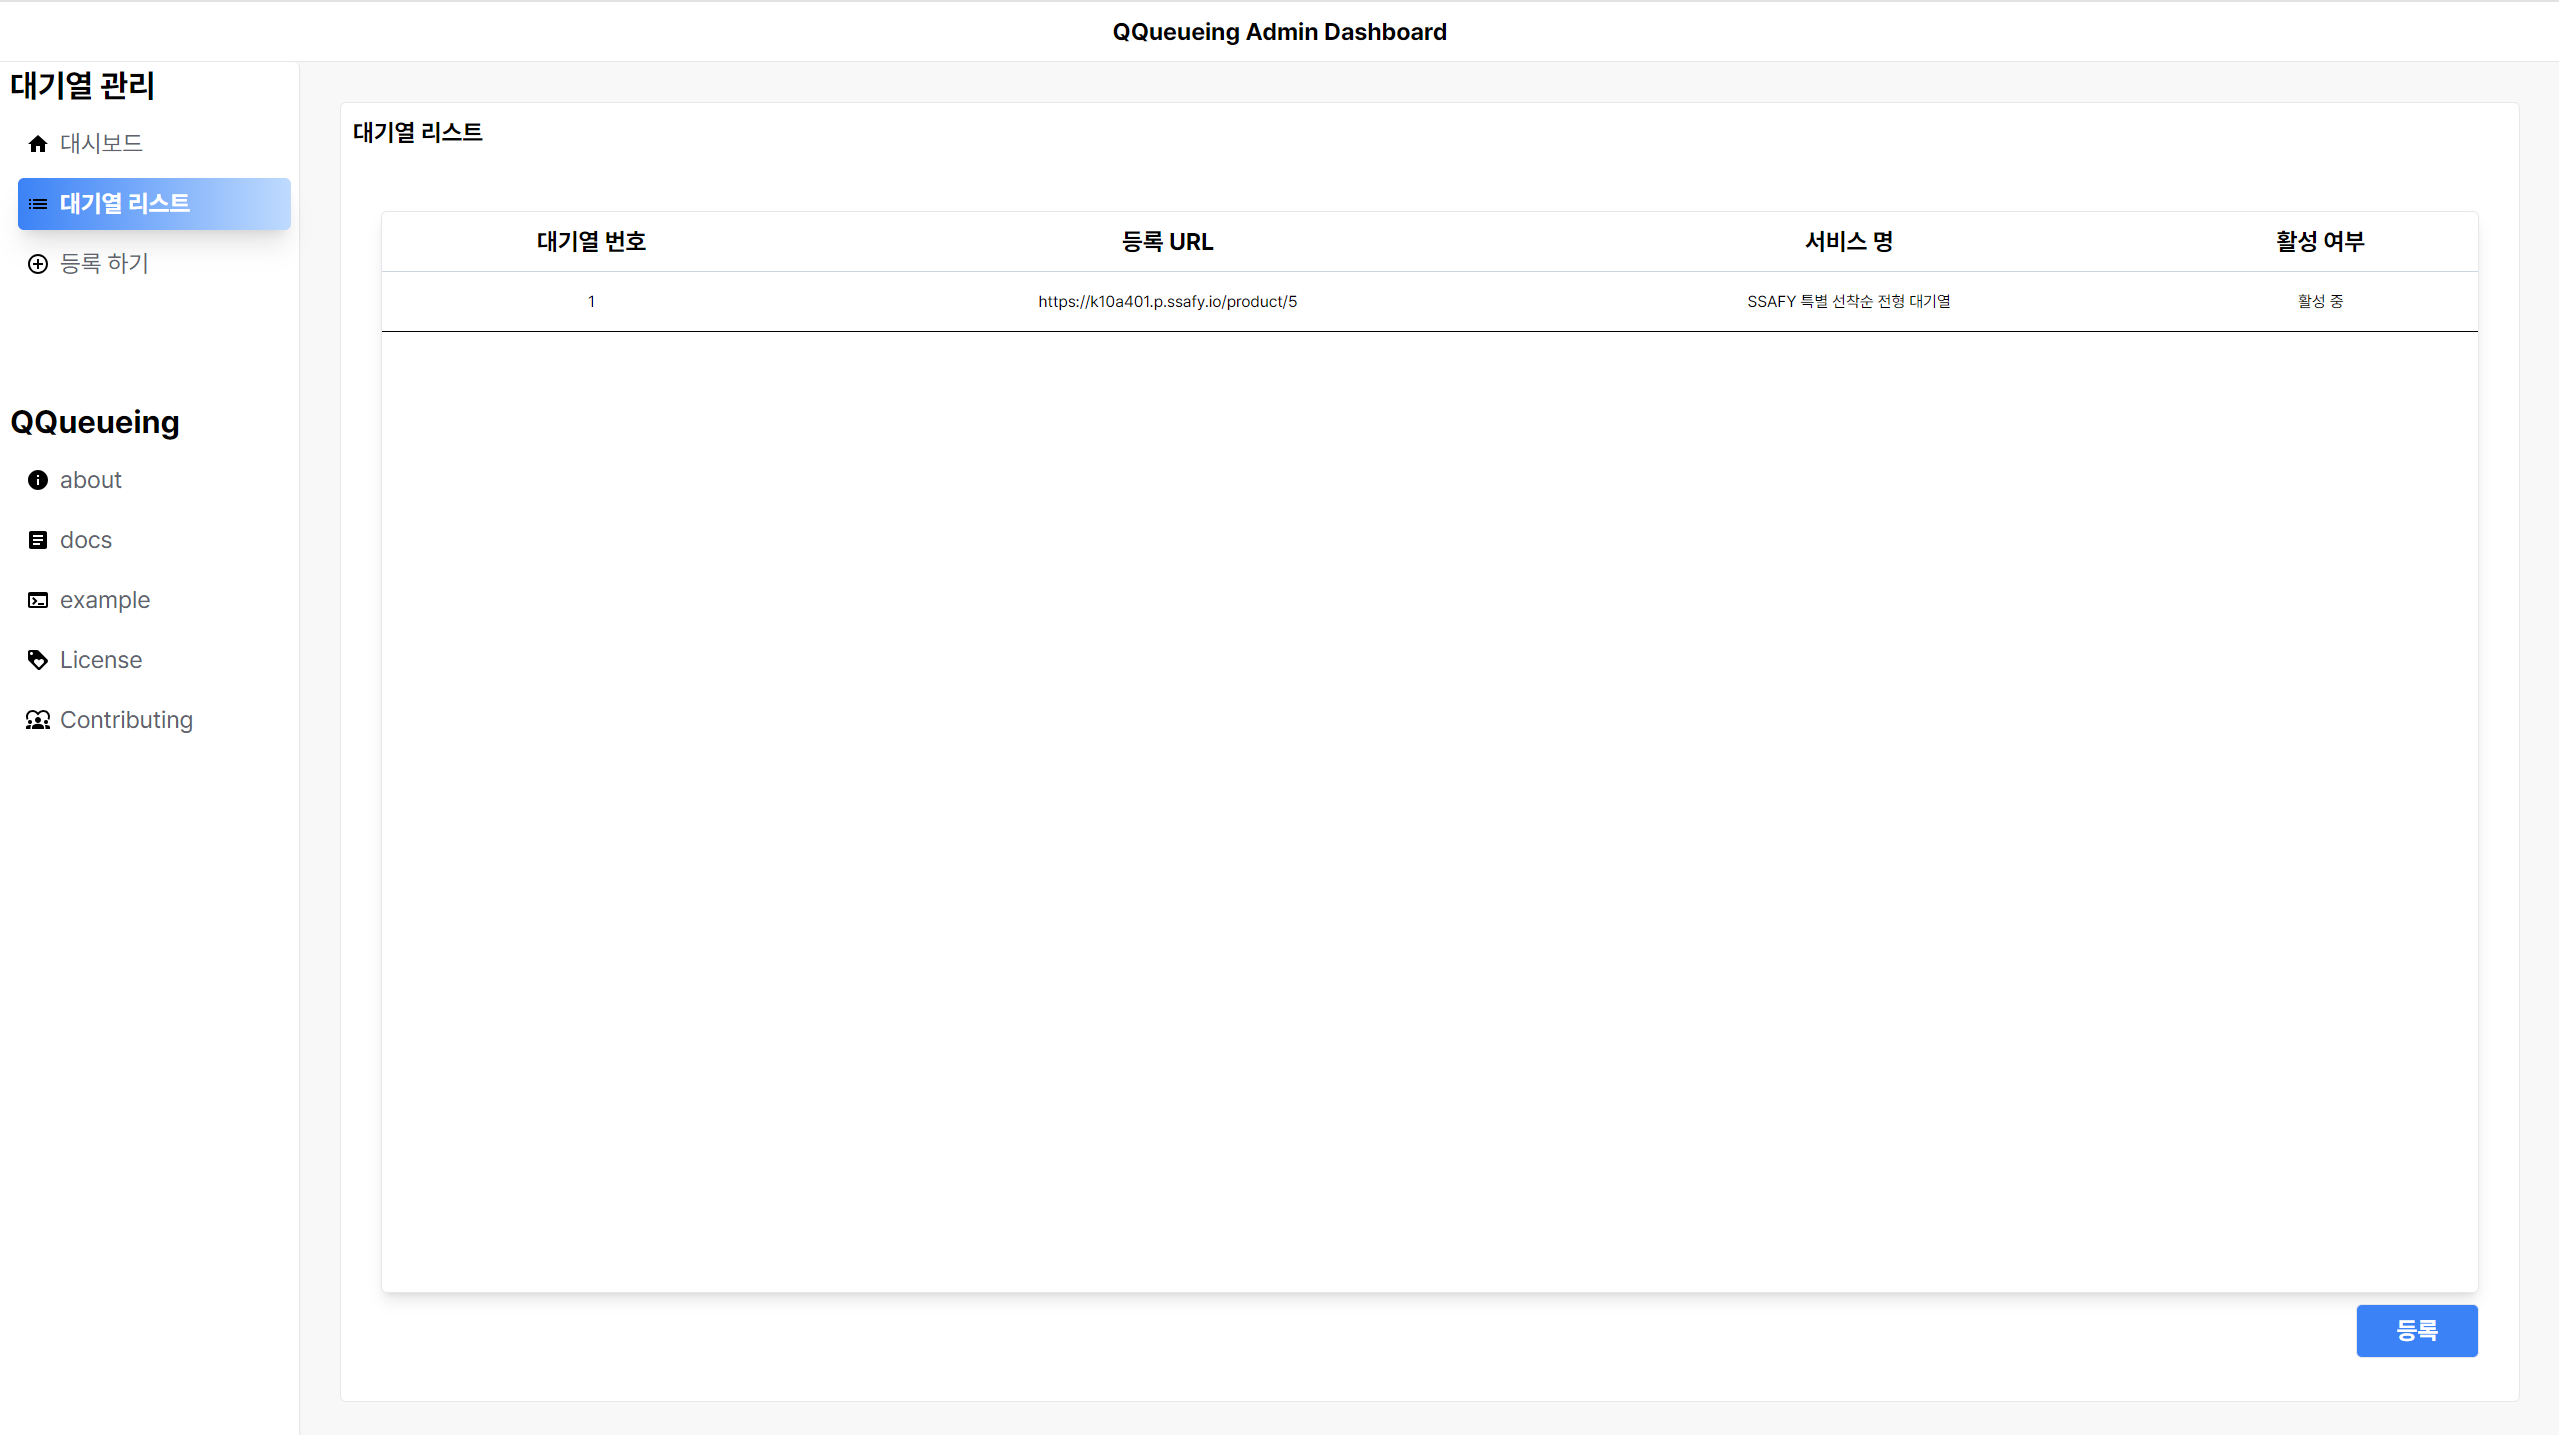 QQueueing Admin Dashboard
대기열 관리
대시보드
대기열 리스트
등록 하기
QQueueing
about
docs
example
License
Contributing
대기열 리스트
대기열 번호 등록 URL 서비스 명 활성 여부
1 https://k10a401.p.ssafy.io/product/5 SSAFY 특별 선착순 전형 대기열 활성 중
등록